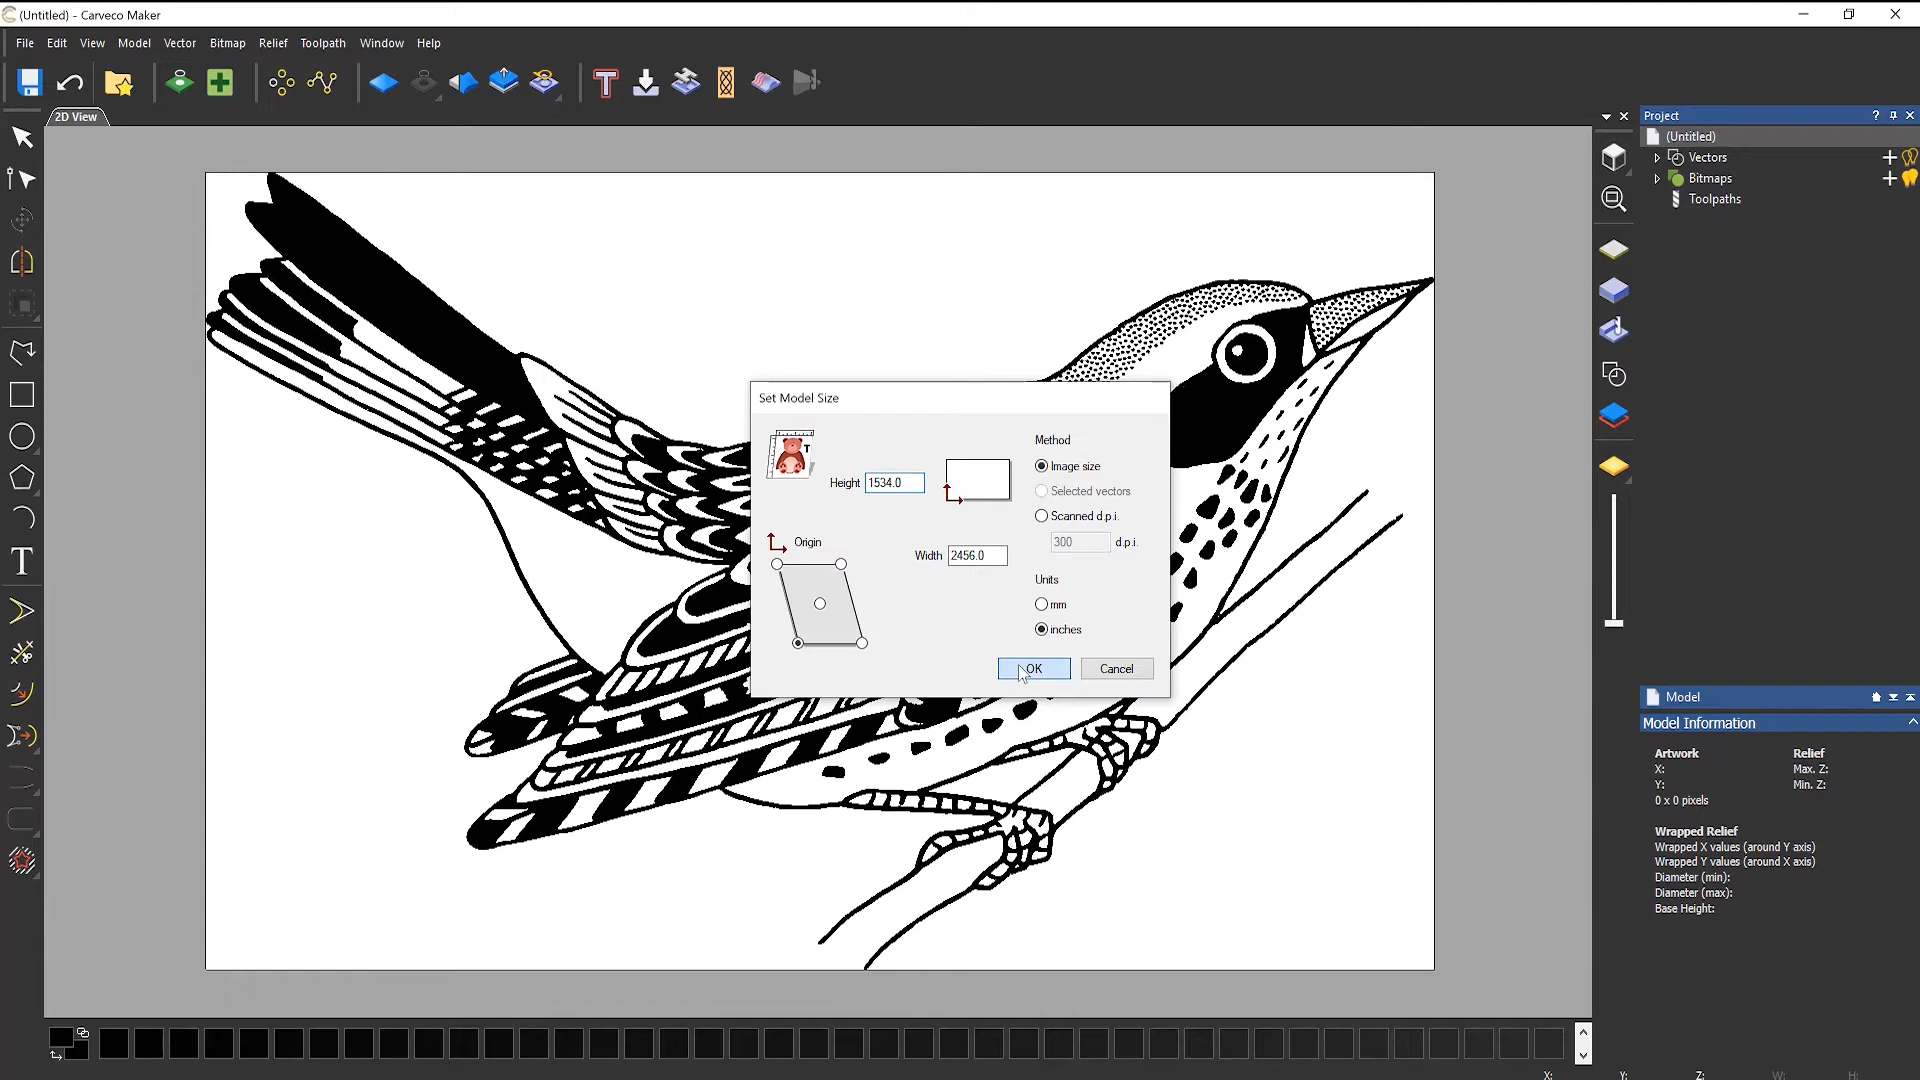 (Untitled) - Carveco Maker
File Edit View Model Vector Bitmap Relief Toolpath Window Help
2D View
Project
(Untitled)
Vectors
Bitmaps
Toolpaths
Set Model Size
Method
Height 1534.0
Image size
Selected vectors
Scanned d.p.i.
Origin
300 d.p.i.
Width 2456.0
Units
mm
inches
OK Cancel
Model
Model Information
Artwork Relief
X: Max. Z:
Y: Min. Z:
0 x 0 pixels
Wrapped Relief
Wrapped X values (around Y axis)
Wrapped Y values (around X axis)
Diameter (min):
Diameter (max):
Base Height:
X: Y: Z: W: H: